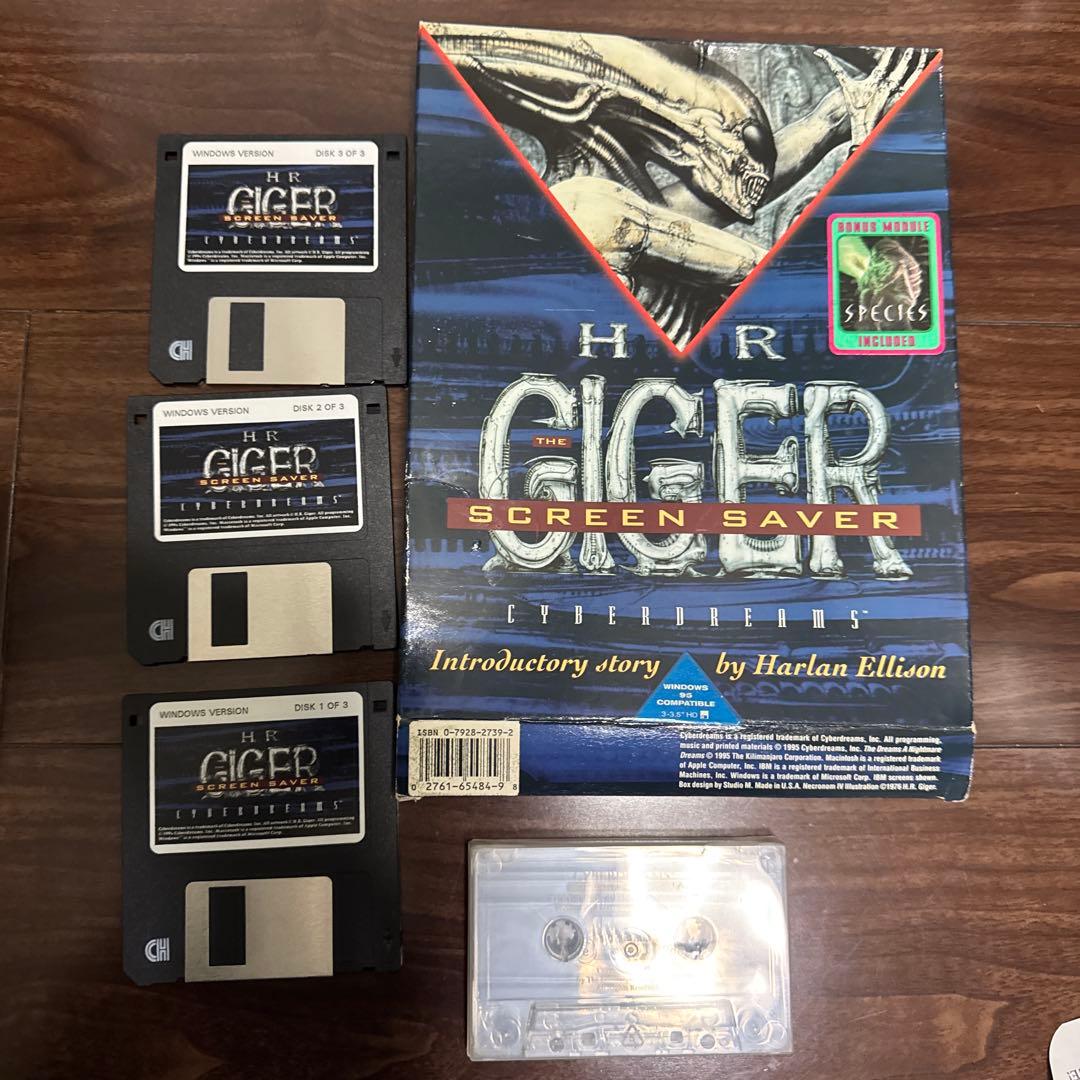 WINDOWS VERSION DISK 3 OF 3
H R
GIGER
SCREEN SAVER
CYBERDREAMS
WINDOWS VERSION DISK 2 OF 3
H R
GIGER
SCREEN SAVER
CYBERDREAMS
WINDOWS VERSION DISK 1 OF 3
H R
GIGER
SCREEN SAVER
CYBERDREAMS
BONUS MODULE
SPECIES
INCLUDED
H R
THE
GIGER
SCREEN SAVER
CYBERDREAMS™
Introductory story by Harlan Ellison
WINDOWS
95
COMPATIBLE
3-3.5" HD
ISBN 0-7928-2739-2
0 2761-65484-9 8
Cyberdreams is a registered trademark of Cyberdreams, Inc. All programming,
music and printed materials © 1995 Cyberdreams, Inc. The Dreams A Nightmare
Dreams © 1995 The Kilimanjaro Corporation. Macintosh is a registered trademark
of Apple Computer, Inc. IBM is a registered trademark of International Business
Machines, Inc. Windows is a trademark of Microsoft Corp. IBM screens shown.
Box design by Studio M. Made in U.S.A. Necronom IV Illustration ©1976 H.R. Giger.